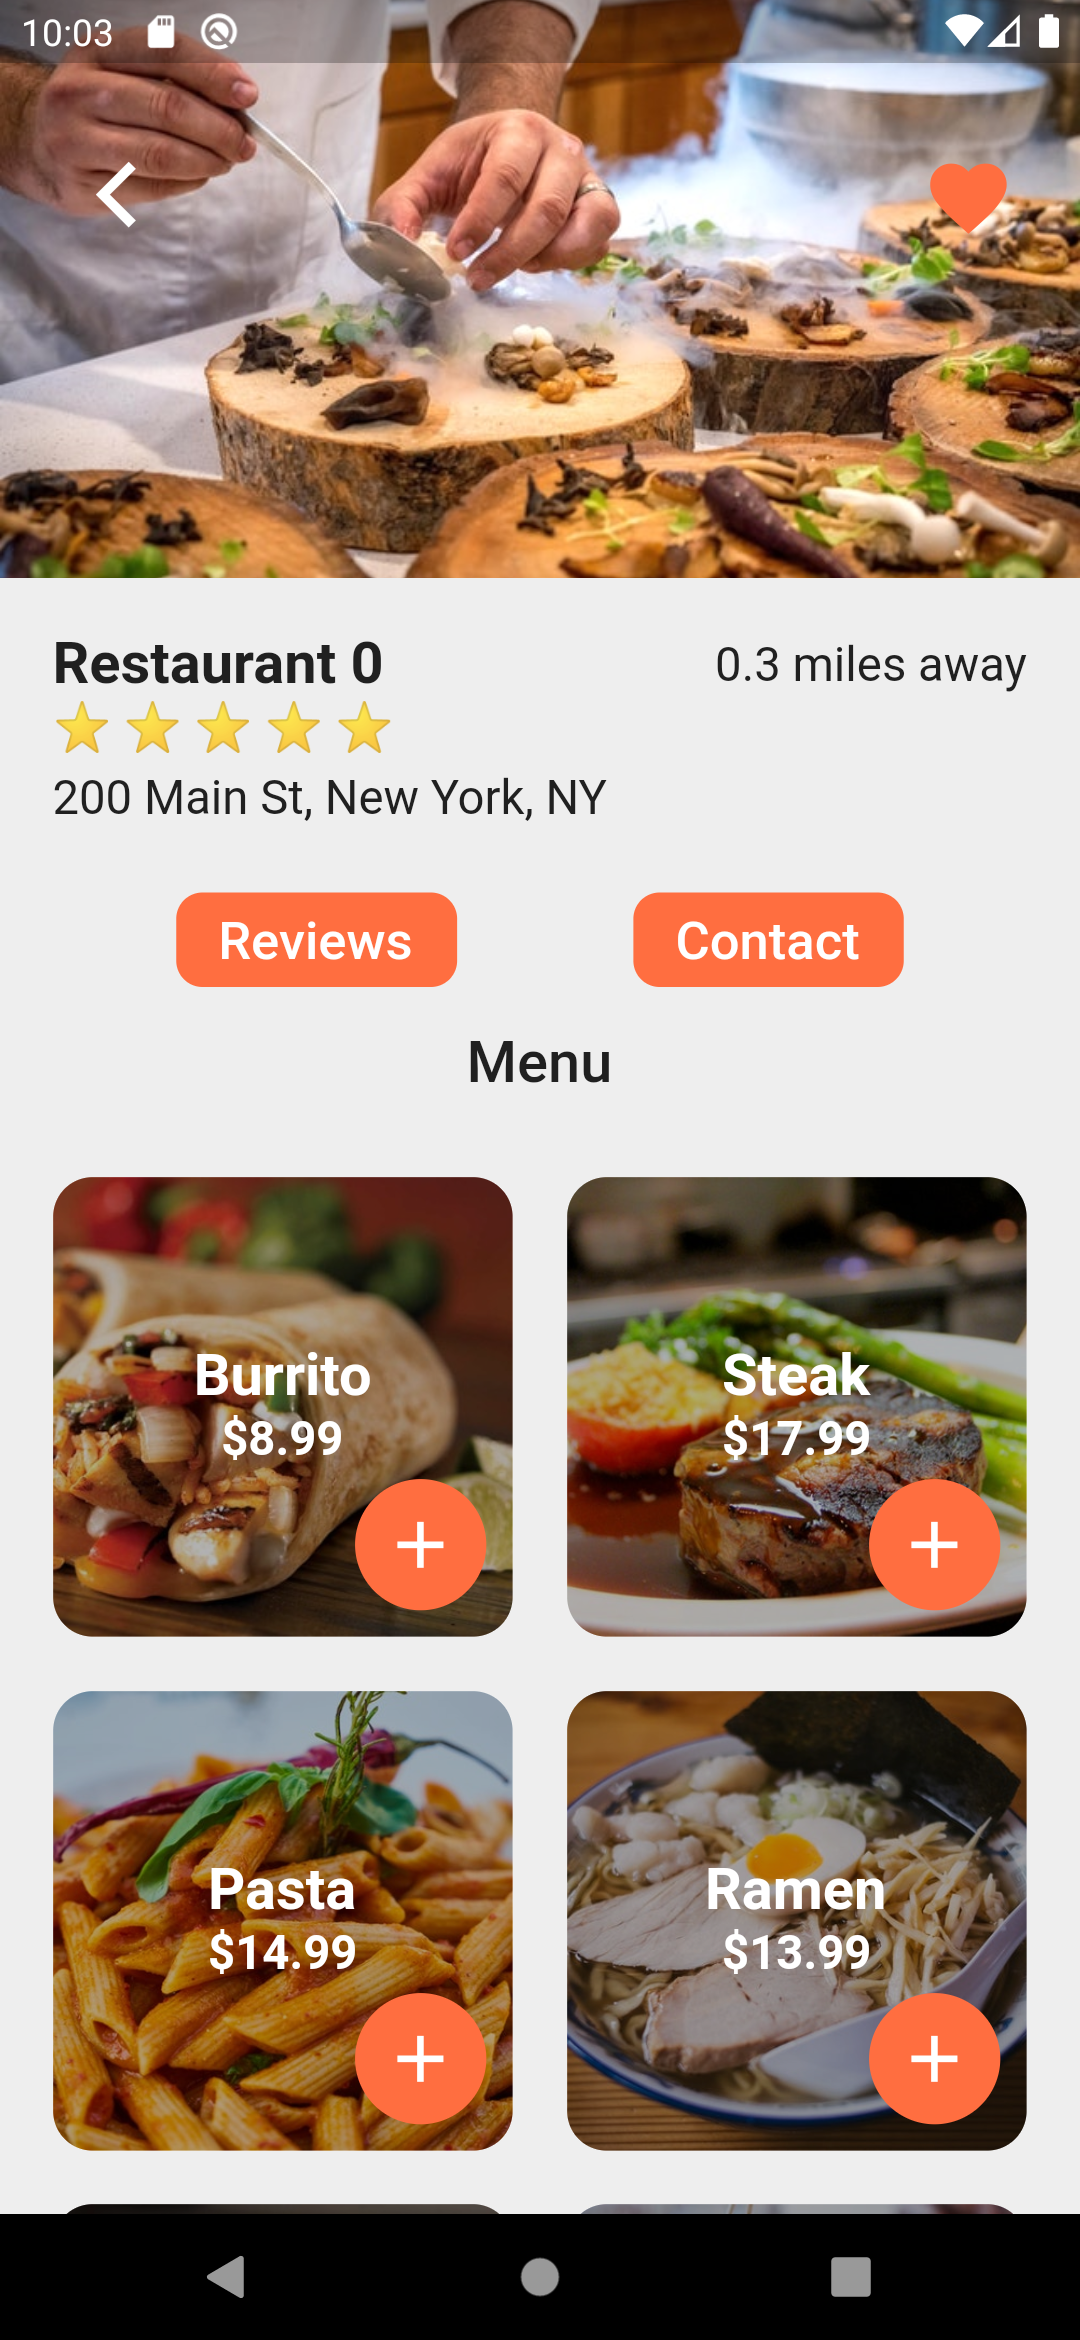 10:03
Restaurant 0
0.3 miles away
200 Main St, New York, NY
Reviews
Contact
Menu
Burrito
$8.99
Steak
$17.99
Pasta
$14.99
Ramen
$13.99